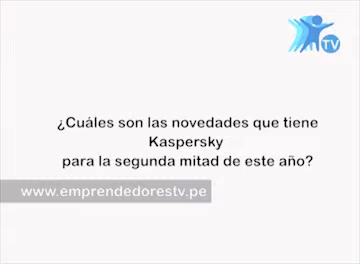 TV
¿Cuáles son las novedades que tiene
Kaspersky
para la segunda mitad de este año?
www.emprendedorestv.pe